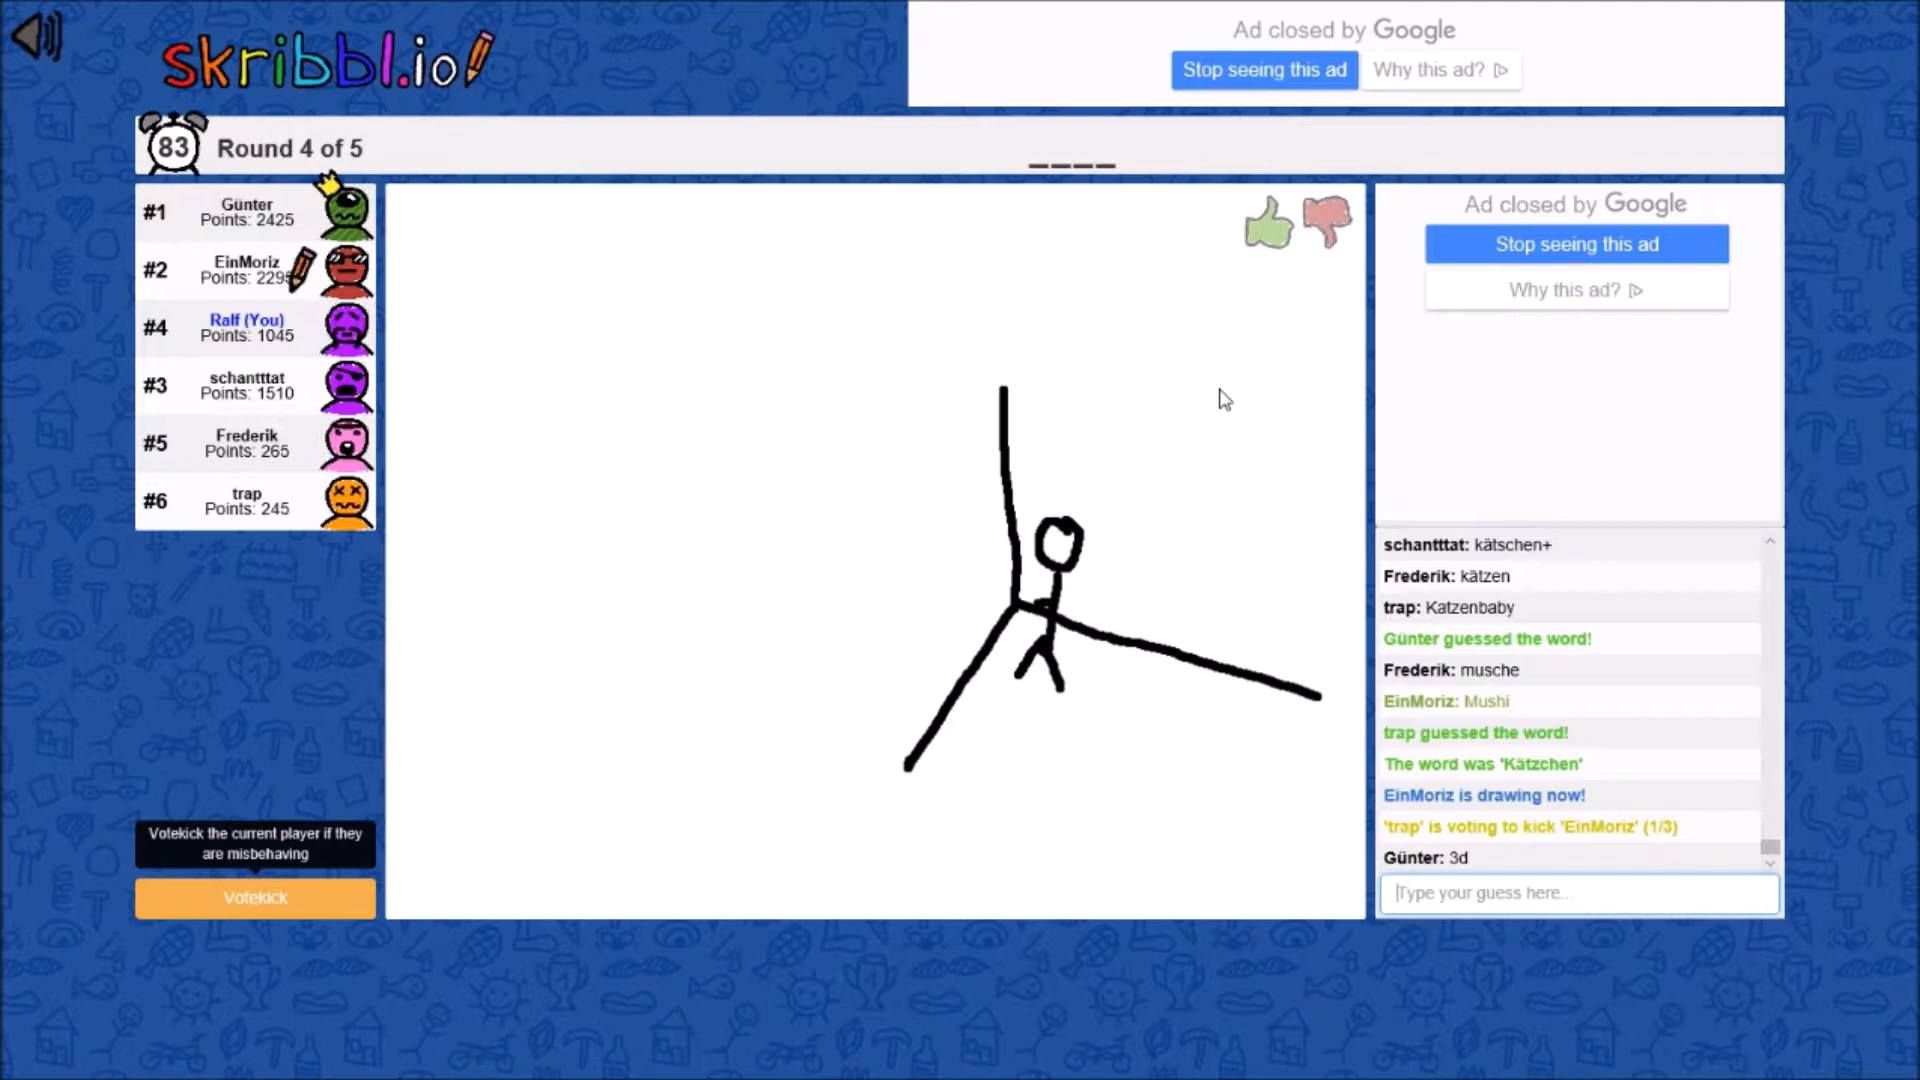 skribbl.io
Ad closed by Google
Stop seeing this ad
Why this ad?
83
Round 4 of 5
____
#1
Günter
Points: 2425
#2
EinMoriz
Points: 2295
#4
Ralf (You)
Points: 1045
#3
schantttat
Points: 1510
#5
Frederik
Points: 265
#6
trap
Points: 245
Votekick the current player if they
are misbehaving
Votekick
Ad closed by Google
Stop seeing this ad
Why this ad?
schantttat: kätschen+
Frederik: kätzen
trap: Katzenbaby
Günter guessed the word!
Frederik: musche
EinMoriz: Mushi
trap guessed the word!
The word was 'Kätzchen'
EinMoriz is drawing now!
'trap' is voting to kick 'EinMoriz' (1/3)
Günter: 3d
Type your guess here...